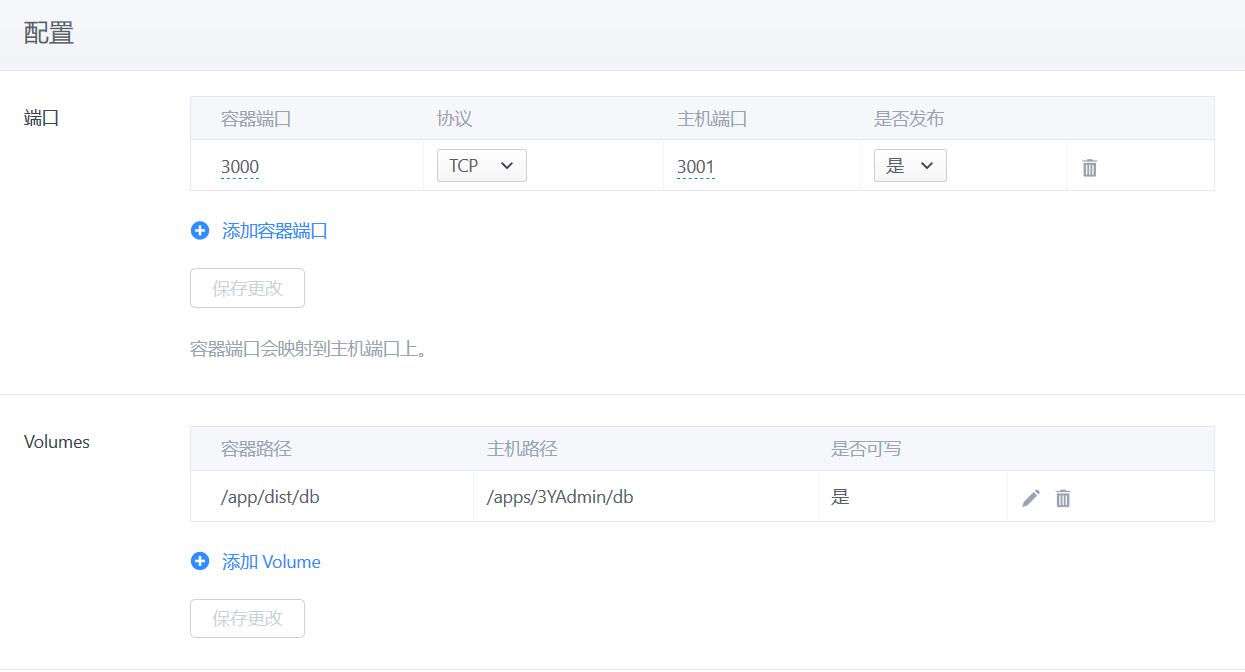 配置
端口
容器端口 协议 主机端口 是否发布
3000 TCP 3001 是
添加容器端口
保存更改
容器端口会映射到主机端口上。
Volumes
容器路径 主机路径 是否可写
/app/dist/db /apps/3YAdmin/db 是
添加 Volume
保存更改